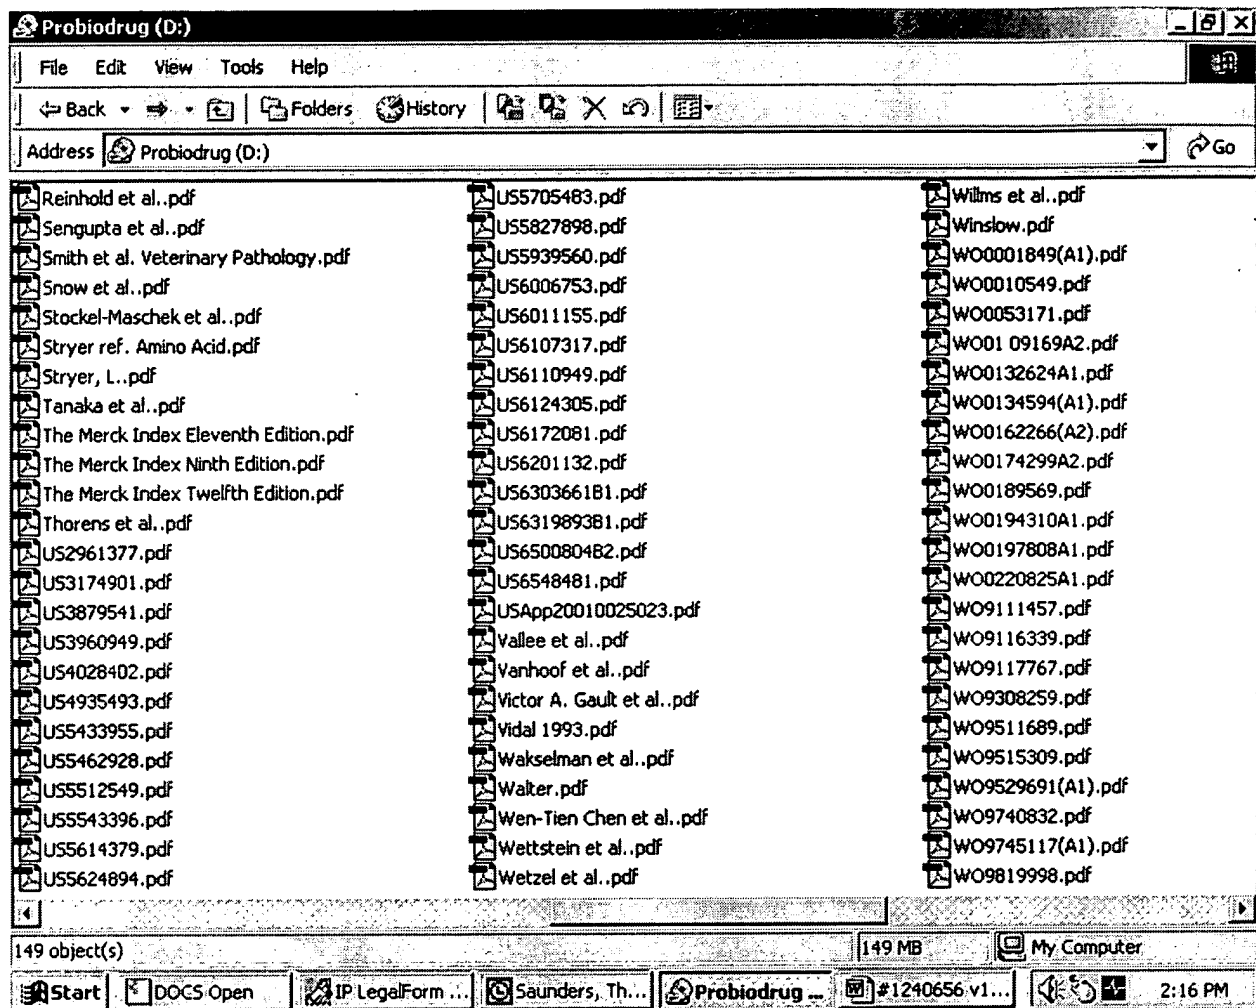 Probiodrug (D:)
File Edit View Tools Help
Back Folders History
Address Probiodrug (D:) Go
Reinhold et al..pdf
Sengupta et al..pdf
Smith et al. Veterinary Pathology.pdf
Snow et al..pdf
Stockel-Maschek et al..pdf
Stryer ref. Amino Acid.pdf
Stryer, L..pdf
Tanaka et al..pdf
The Merck Index Eleventh Edition.pdf
The Merck Index Ninth Edition.pdf
The Merck Index Twelfth Edition.pdf
Thorens et al..pdf
US2961377.pdf
US3174901.pdf
US3879541.pdf
US3960949.pdf
US4028402.pdf
US4935493.pdf
US5433955.pdf
US5462928.pdf
US5512549.pdf
US5543396.pdf
US5614379.pdf
US5624894.pdf
US5705483.pdf
US5827898.pdf
US5939560.pdf
US6006753.pdf
US6011155.pdf
US6107317.pdf
US6110949.pdf
US6124305.pdf
US6172081.pdf
US6201132.pdf
US6303661B1.pdf
US6319893B1.pdf
US6500804B2.pdf
US6548481.pdf
USApp20010025023.pdf
Vallee et al..pdf
Vanhoof et al..pdf
Victor A. Gault et al..pdf
Vidal 1993.pdf
Wakselman et al..pdf
Walter.pdf
Wen-Tien Chen et al..pdf
Wettstein et al..pdf
Wetzel et al..pdf
Willms et al..pdf
Winslow.pdf
WO0001849(A1).pdf
WO0010549.pdf
WO0053171.pdf
WO01 09169A2.pdf
WO0132624A1.pdf
WO0134594(A1).pdf
WO0162266(A2).pdf
WO0174299A2.pdf
WO0189569.pdf
WO0194310A1.pdf
WO0197808A1.pdf
WO0220825A1.pdf
WO9111457.pdf
WO9116339.pdf
WO9117767.pdf
WO9308259.pdf
WO9511689.pdf
WO9515309.pdf
WO9529691(A1).pdf
WO9740832.pdf
WO9745117(A1).pdf
WO9819998.pdf
149 object(s) 149 MB My Computer
Start DOCS Open IP LegalForm ... Saunders, Th... Probiodrug ... #1240656 v1... 2:16 PM